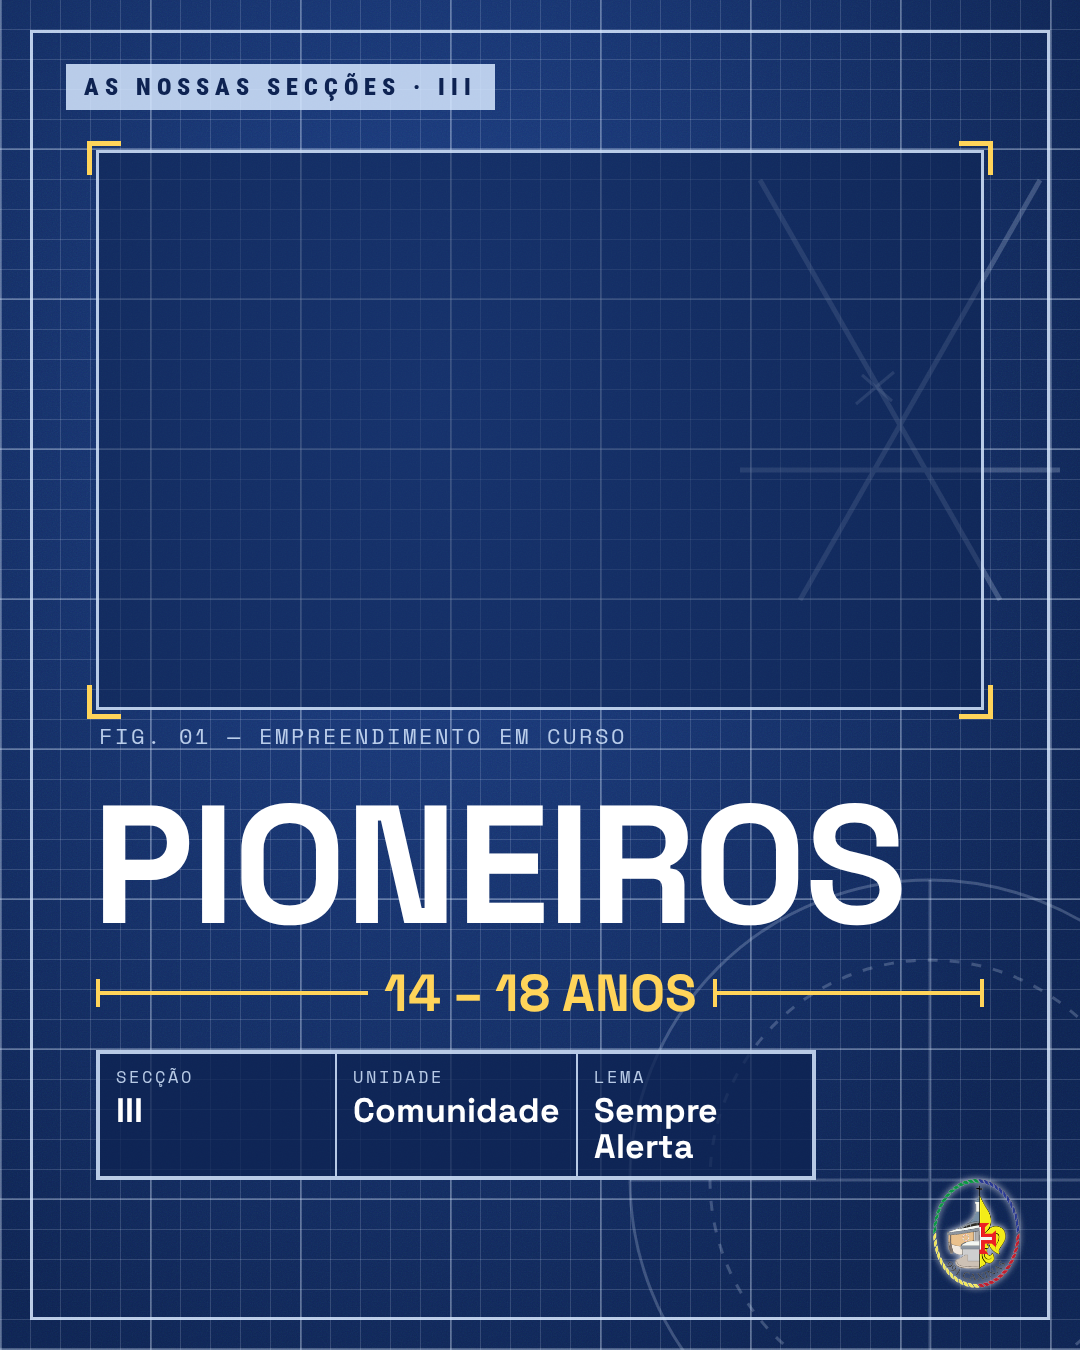 AS NOSSAS SECÇÕES · III
FIG. 01 — EMPREENDIMENTO EM CURSO
PIONEIROS
14 – 18 ANOS
SECÇÃO
III
UNIDADE
Comunidade
LEMA
Sempre
Alerta